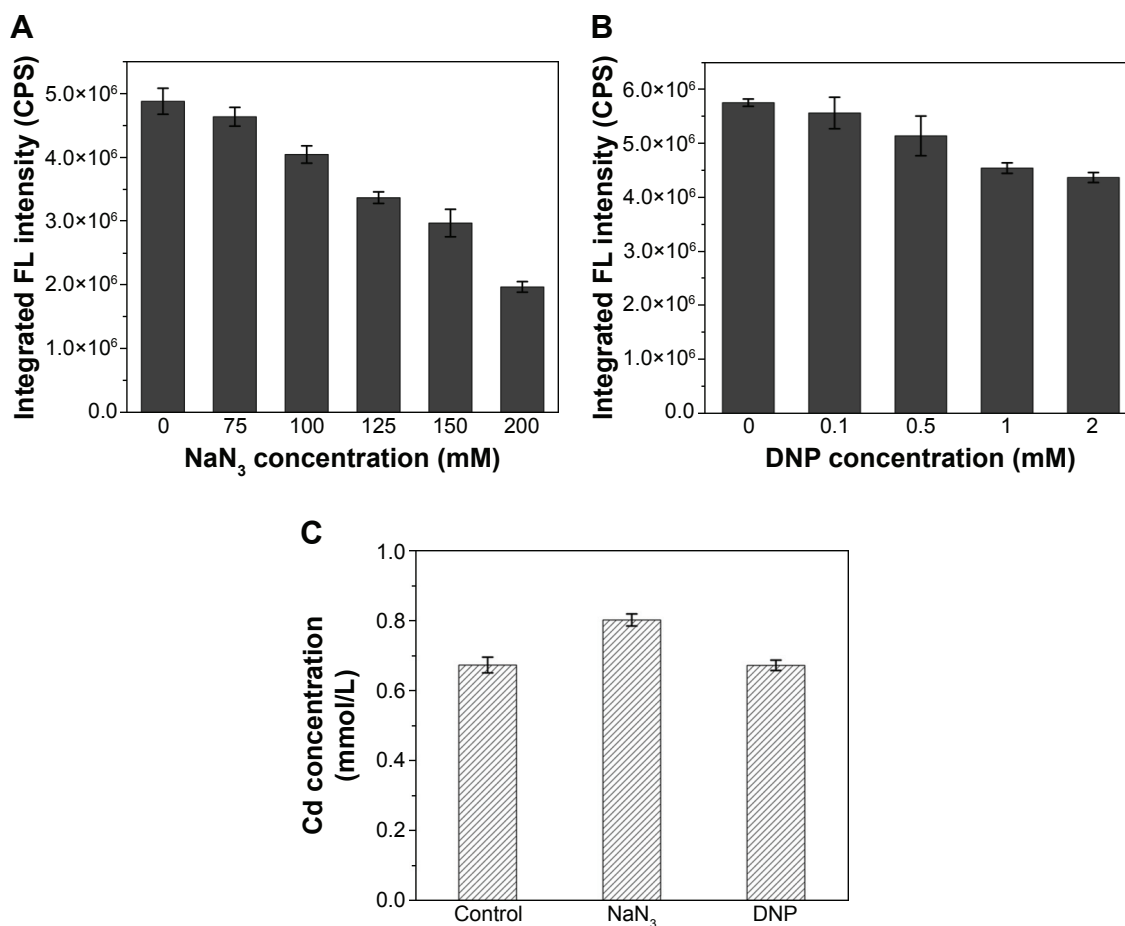 A
Integrated FL intensity (CPS)
5.0×10⁶
4.0×10⁶
3.0×10⁶
2.0×10⁶
1.0×10⁶
0.0
0 75 100 125 150 200
NaN₃ concentration (mM)
B
Integrated FL intensity (CPS)
6.0×10⁶
5.0×10⁶
4.0×10⁶
3.0×10⁶
2.0×10⁶
1.0×10⁶
0.0
0 0.1 0.5 1 2
DNP concentration (mM)
C
Cd concentration
(mmol/L)
1.0
0.8
0.6
0.4
0.2
0.0
Control NaN₃ DNP